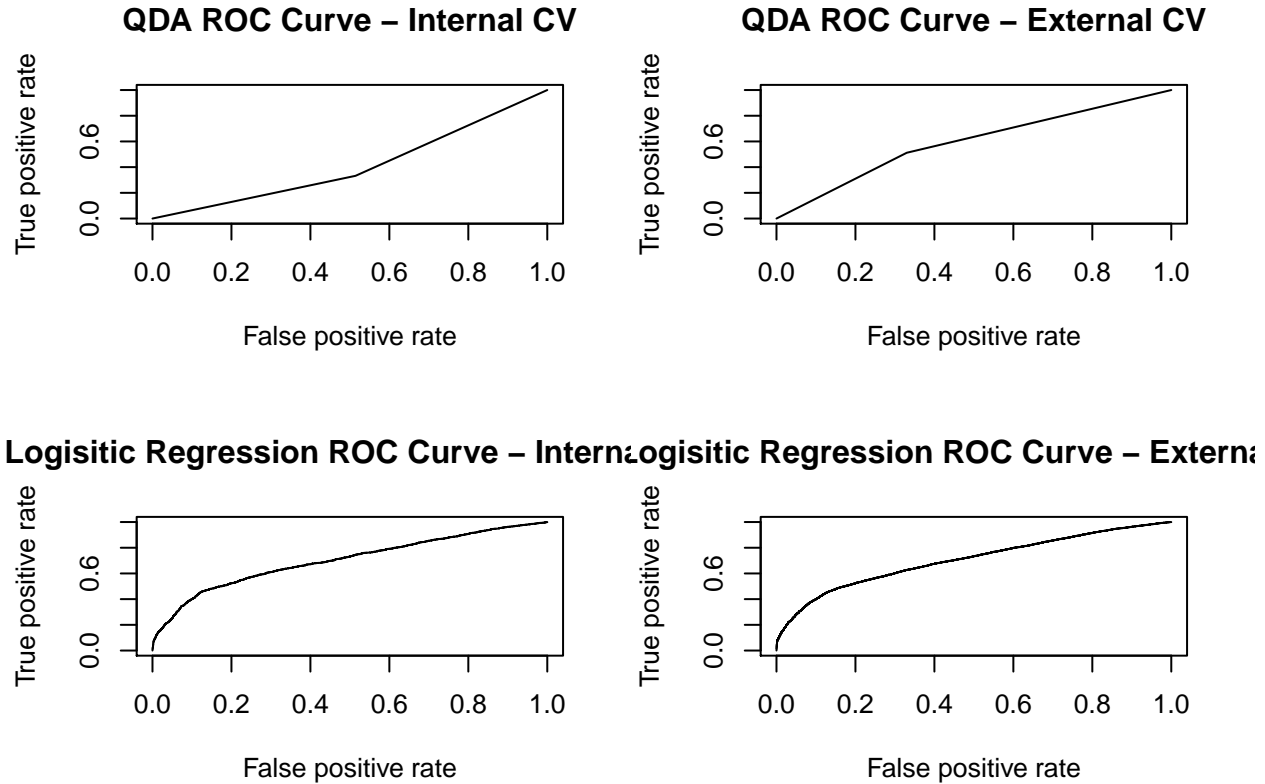 QDA ROC Curve – Internal CV
True positive rate
0.0 0.6
0.0 0.2 0.4 0.6 0.8 1.0
False positive rate
QDA ROC Curve – External CV
True positive rate
0.0 0.6
0.0 0.2 0.4 0.6 0.8 1.0
False positive rate
Logisitic Regression ROC Curve – Interna
True positive rate
0.0 0.6
0.0 0.2 0.4 0.6 0.8 1.0
False positive rate
ogisitic Regression ROC Curve – Externa
True positive rate
0.0 0.6
0.0 0.2 0.4 0.6 0.8 1.0
False positive rate